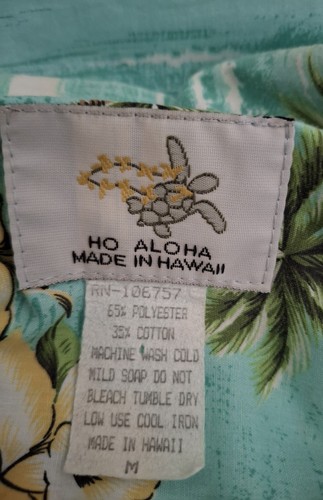 HO ALOHA
MADE IN HAWAII
RN-106757
65% POLYESTER
35% COTTON
MACHINE WASH COLD
MILD SOAP DO NOT
BLEACH TUMBLE DRY
LOW USE COOL IRON
MADE IN HAWAII
M